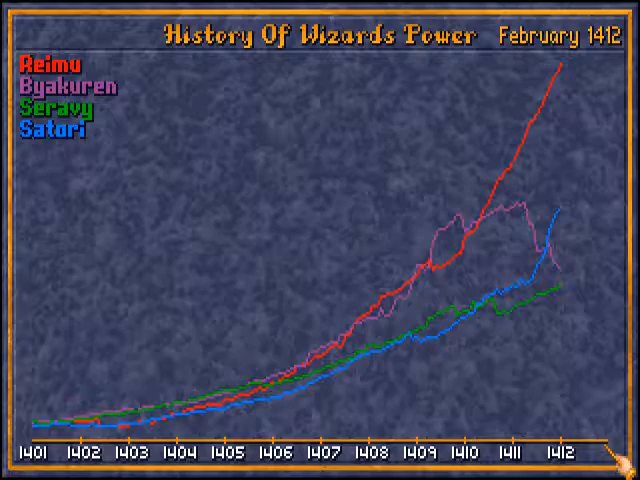 History Of Wizards Power February 1412
Reimu
Byakuren
Seravy
Satori
1401 1402 1403 1404 1405 1406 1407 1408 1409 1410 1411 1412